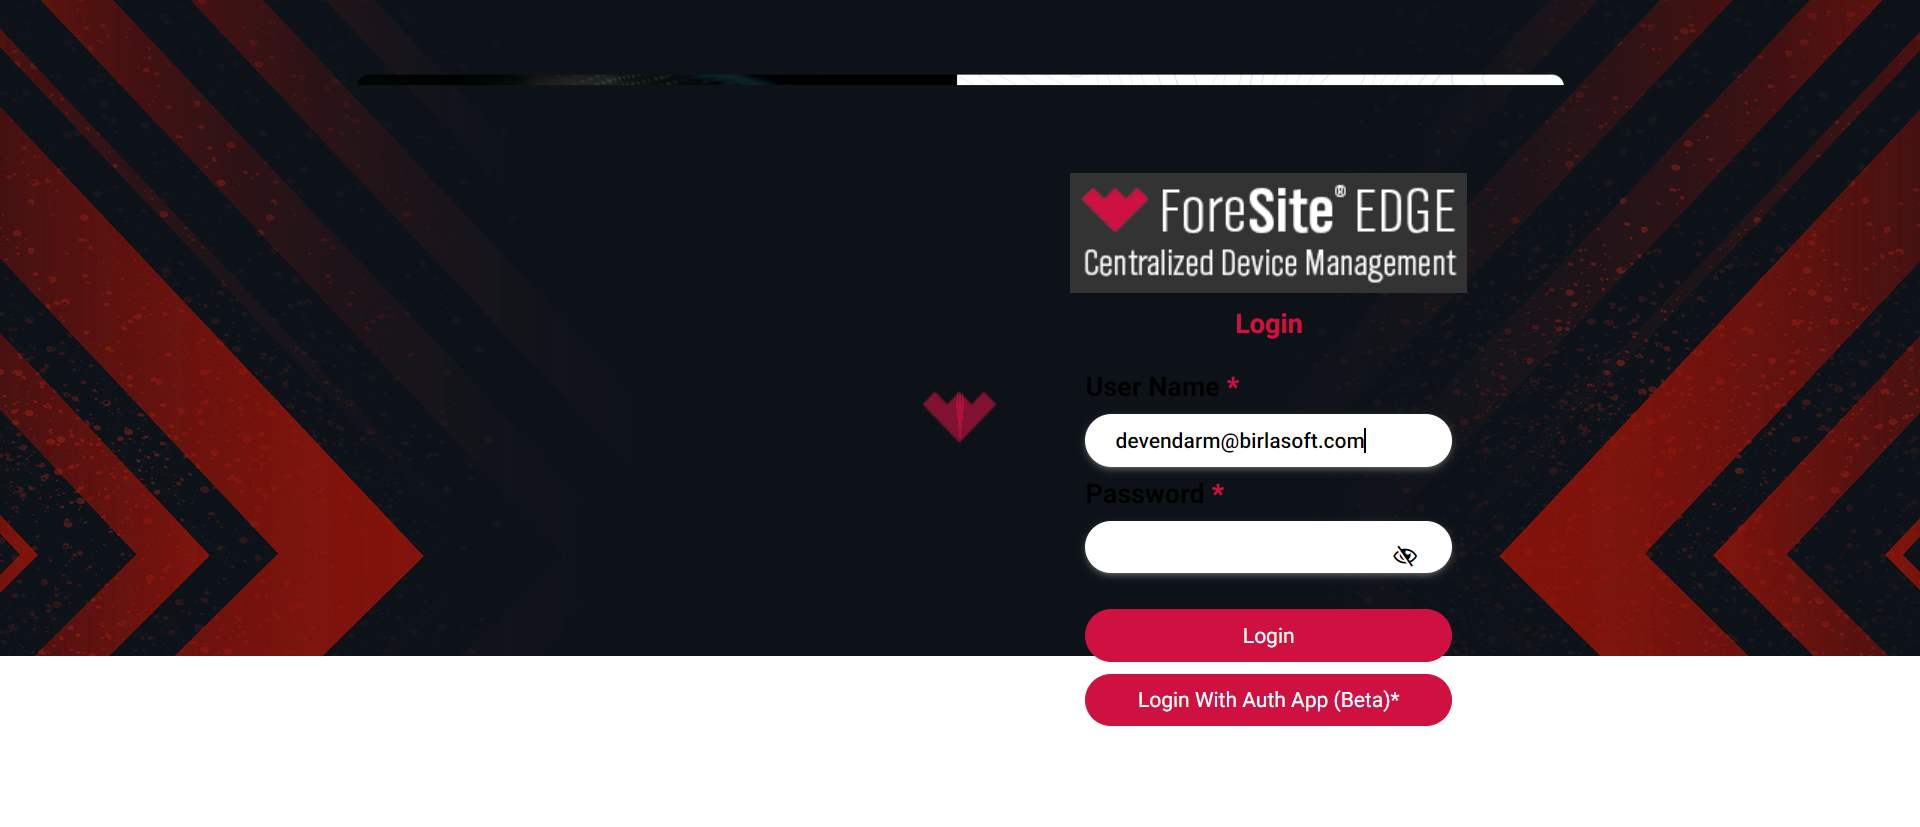 ForeSite® EDGE
Centralized Device Management
Login
User Name *
devendarm@birlasoft.com
Password *
Login
Login With Auth App (Beta)*